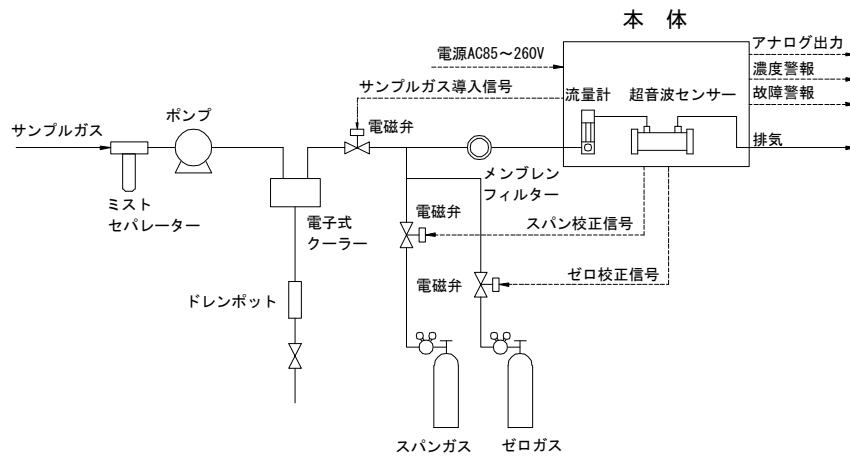 本 体
アナログ出力
電源AC85～260V
濃度警報
サンプルガス導入信号
流量計
超音波センサー
故障警報
ポンプ
サンプルガス
電磁弁
排気
メンブレン
フィルター
ミスト
セパレーター
電子式
クーラー
電磁弁
スパン校正信号
ゼロ校正信号
電磁弁
ドレンポット
スパンガス
ゼロガス